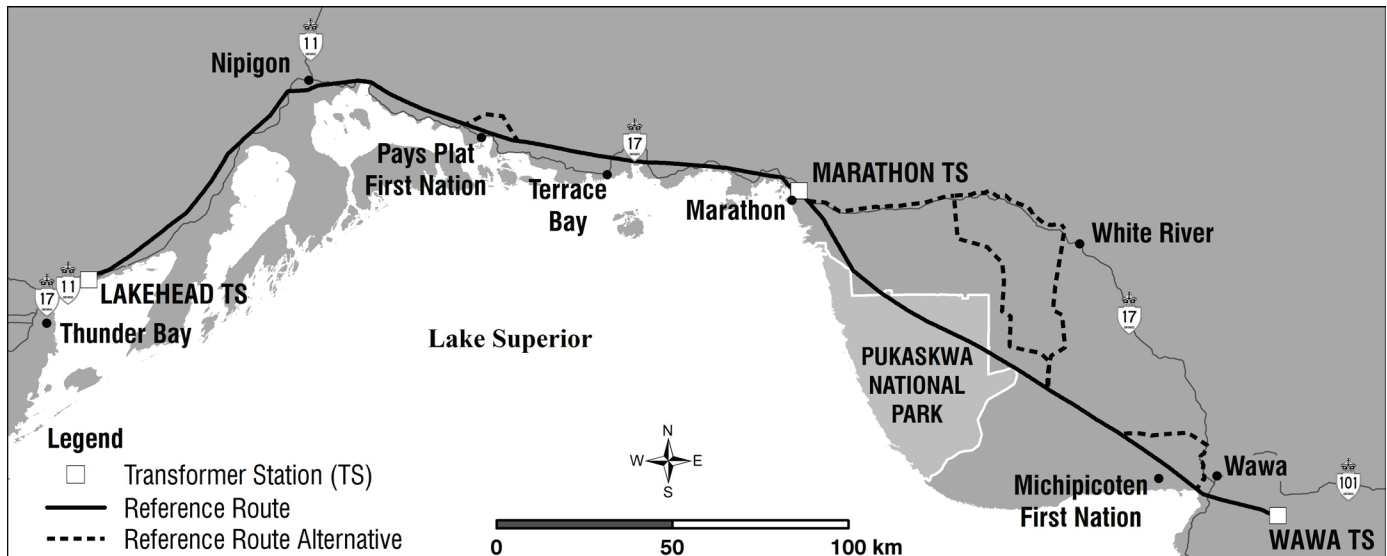 11
Nipigon
Pays Plat
First Nation
17
Terrace
Bay
MARATHON TS
Marathon
White River
17
11
17
LAKEHEAD TS
Thunder Bay
Lake Superior
PUKASKWA
NATIONAL
PARK
Legend
Transformer Station (TS)
Reference Route
Reference Route Alternative
N
W E
S
0 50 100 km
Michipicoten
First Nation
Wawa
101
WAWA TS